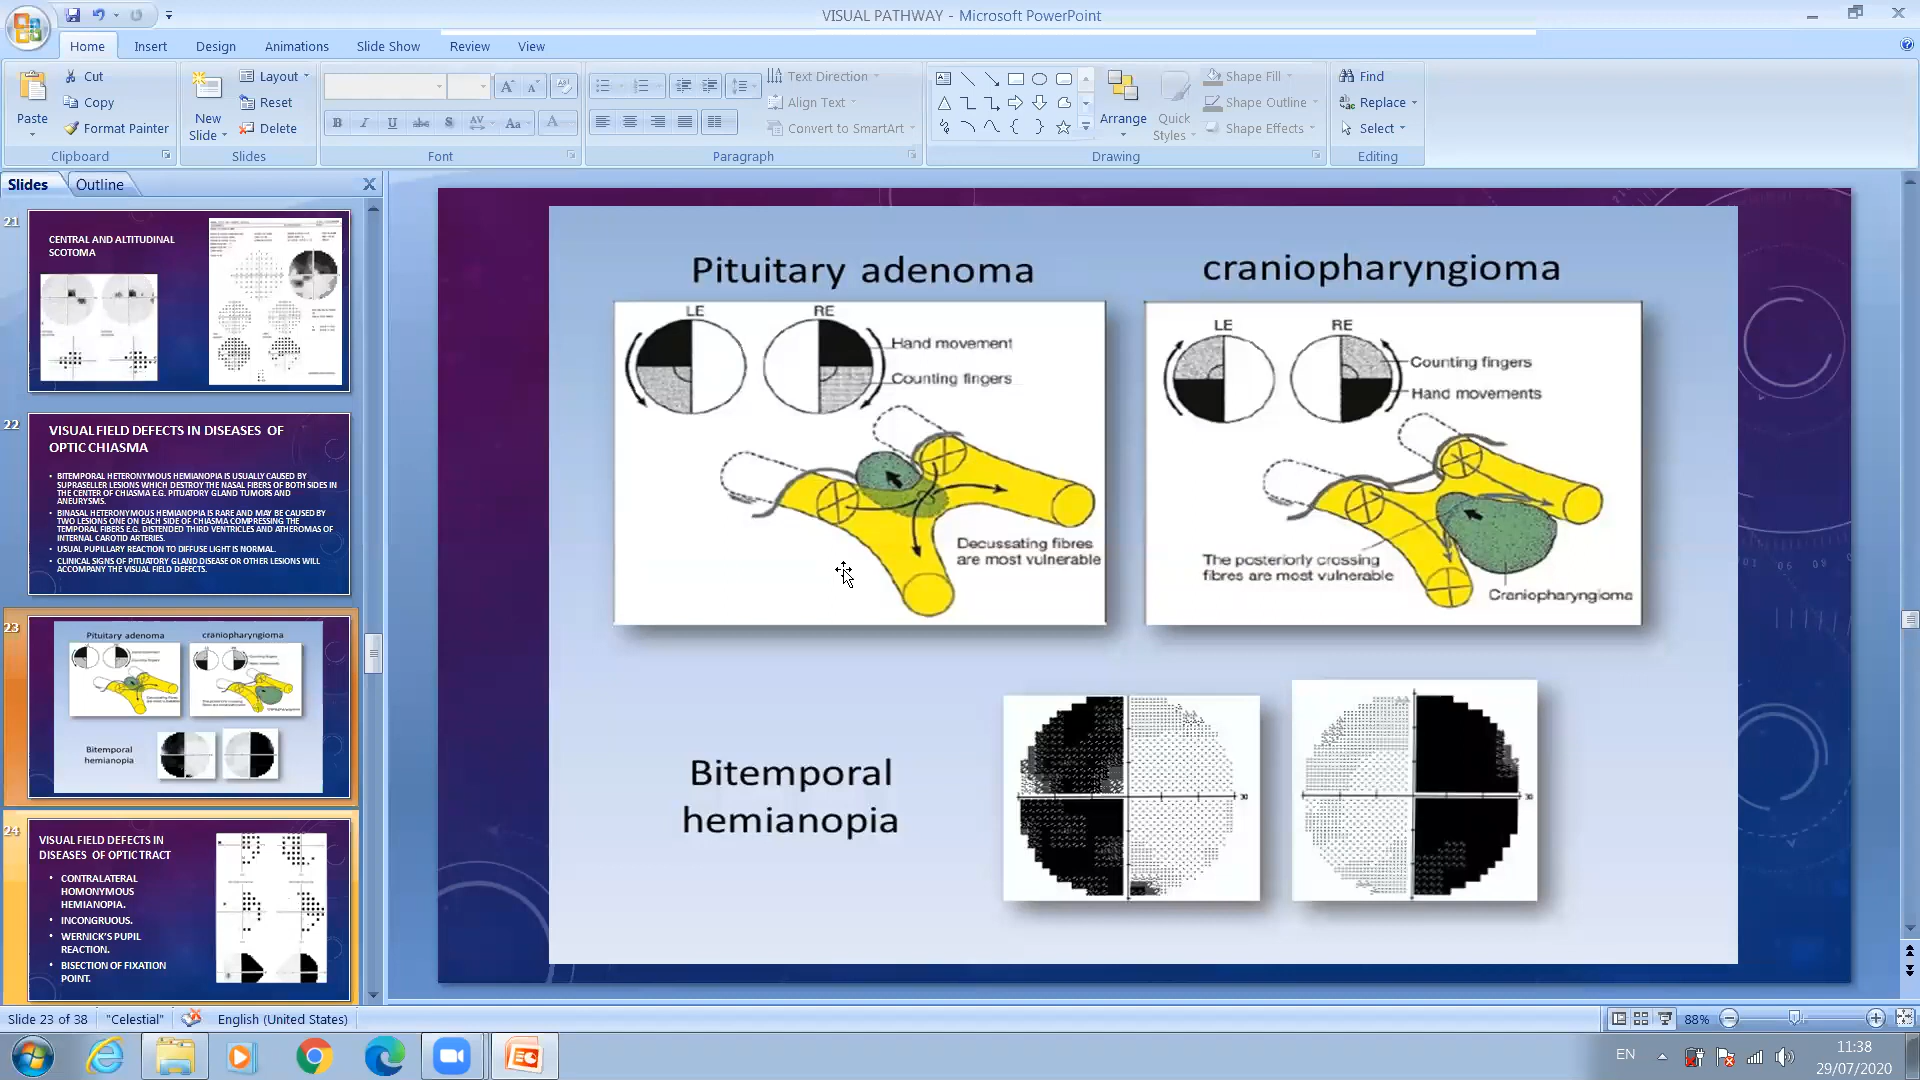 VISUAL PATHWAY - Microsoft PowerPoint
Home Insert Design Animations Slide Show Review View
Paste
Cut
Copy
Format Painter
Clipboard
New
Slide
Layout
Reset
Delete
Slides
Font
Text Direction
Align Text
Convert to SmartArt
Paragraph
Arrange
Quick
Styles
Shape Fill
Shape Outline
Shape Effects
Drawing
Find
Replace
Select
Editing
Slides Outline
21
CENTRAL AND ALTITUDINAL
SCOTOMA
22
VISUAL FIELD DEFECTS IN DISEASES OF
OPTIC CHIASMA
• BITEMPORAL HETERONYMOUS HEMIANOPIA IS USUALLY CAUSED BY
SUPRASELLER LESIONS WHICH DESTROY THE NASAL FIBERS OF BOTH SIDES IN
THE CENTER OF CHIASMA E.G. PITUATORY GLAND TUMORS AND
ANEURYSMS.
• BINASAL HETERONYMOUS HEMIANOPIA IS RARE AND MAY BE CAUSED BY
TWO LESIONS ONE ON EACH SIDE OF CHIASMA COMPRESSING THE
TEMPORAL FIBERS E.G. DISTENDED THIRD VENTRICLES AND ATHEROMAS OF
INTERNAL CAROTID ARTERIES.
• USUAL PUPILLARY REACTION TO DIFFUSE LIGHT IS NORMAL.
• CLINICAL SIGNS OF PITUATORY GLAND DISEASE OR OTHER LESIONS WILL
ACCOMPANY THE VISUAL FIELD DEFECTS.
23
Pituitary adenoma craniopharyngioma
Bitemporal
hemianopia
24
VISUAL FIELD DEFECTS IN
DISEASES OF OPTIC TRACT
• CONTRALATERAL
HOMONYMOUS
HEMIANOPIA.
• INCONGRUOUS.
• WERNICK'S PUPIL
REACTION.
• BISECTION OF FIXATION
POINT.
Pituitary adenoma
LE RE
Hand movement
Counting fingers
Decussating fibres
are most vulnerable
craniopharyngioma
LE RE
Counting fingers
Hand movements
The posteriorly crossing
fibres are most vulnerable
Craniopharyngioma
Bitemporal
hemianopia
30
30
Slide 23 of 38 "Celestial" English (United States) 88%
EN
11:38
29/07/2020